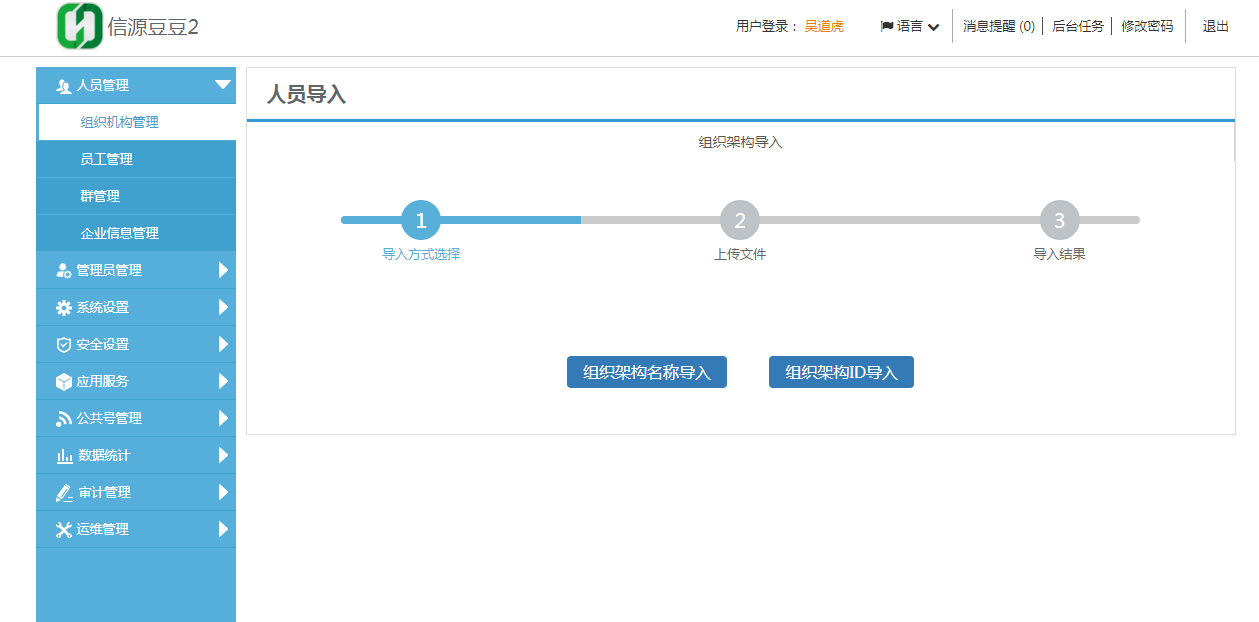 信源豆豆2
用户登录： 吴道虎 语言 消息提醒 (0) 后台任务 修改密码 退出
人员管理
组织机构管理
员工管理
群管理
企业信息管理
管理员管理
系统设置
安全设置
应用服务
公共号管理
数据统计
审计管理
运维管理
人员导入
组织架构导入
1 2 3
导入方式选择 上传文件 导入结果
组织架构名称导入 组织架构ID导入